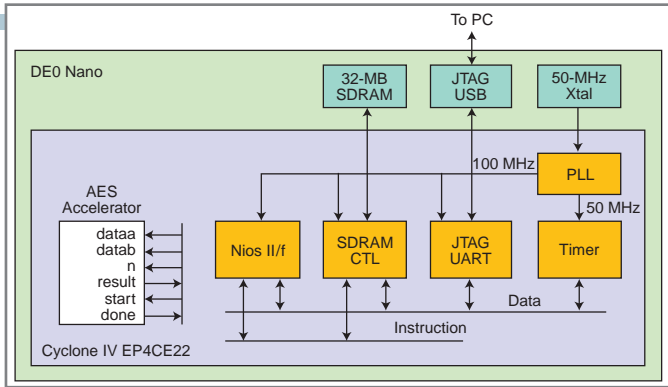 To PC
DE0 Nano
32-MB
SDRAM
JTAG
USB
50-MHz
Xtal
100 MHz
PLL
50 MHz
AES
Accelerator
dataa
datab
n
result
start
done
Nios II/f
SDRAM
CTL
JTAG
UART
Timer
Data
Instruction
Cyclone IV EP4CE22